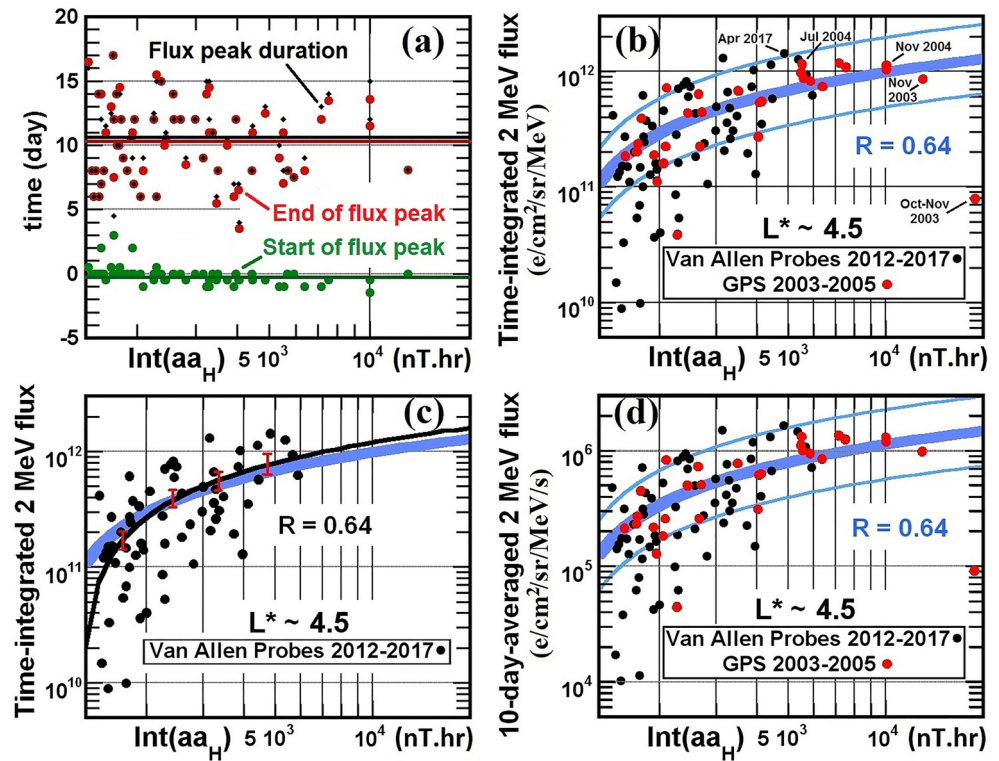 (a)
Flux peak duration
End of flux peak
Start of flux peak
time (day)
20
15
10
5
0
-5
Int(aa_H) 5 10³ 10⁴ (nT.hr)
(b)
Apr 2017
Jul 2004
Nov 2004
Nov 2003
R = 0.64
Oct-Nov 2003
L* ~ 4.5
Van Allen Probes 2012-2017
GPS 2003-2005
Time-integrated 2 MeV flux
(e/cm²/sr/MeV)
10¹²
10¹¹
10¹⁰
Int(aa_H) 5 10³ 10⁴ (nT.hr)
(c)
R = 0.64
L* ~ 4.5
Van Allen Probes 2012-2017
Time-integrated 2 MeV flux
10¹²
10¹¹
10¹⁰
Int(aa_H) 5 10³ 10⁴ (nT.hr)
(d)
R = 0.64
L* ~ 4.5
Van Allen Probes 2012-2017
GPS 2003-2005
10-day-averaged 2 MeV flux
(e/cm²/sr/MeV/s)
10⁶
10⁵
10⁴
Int(aa_H) 5 10³ 10⁴ (nT.hr)